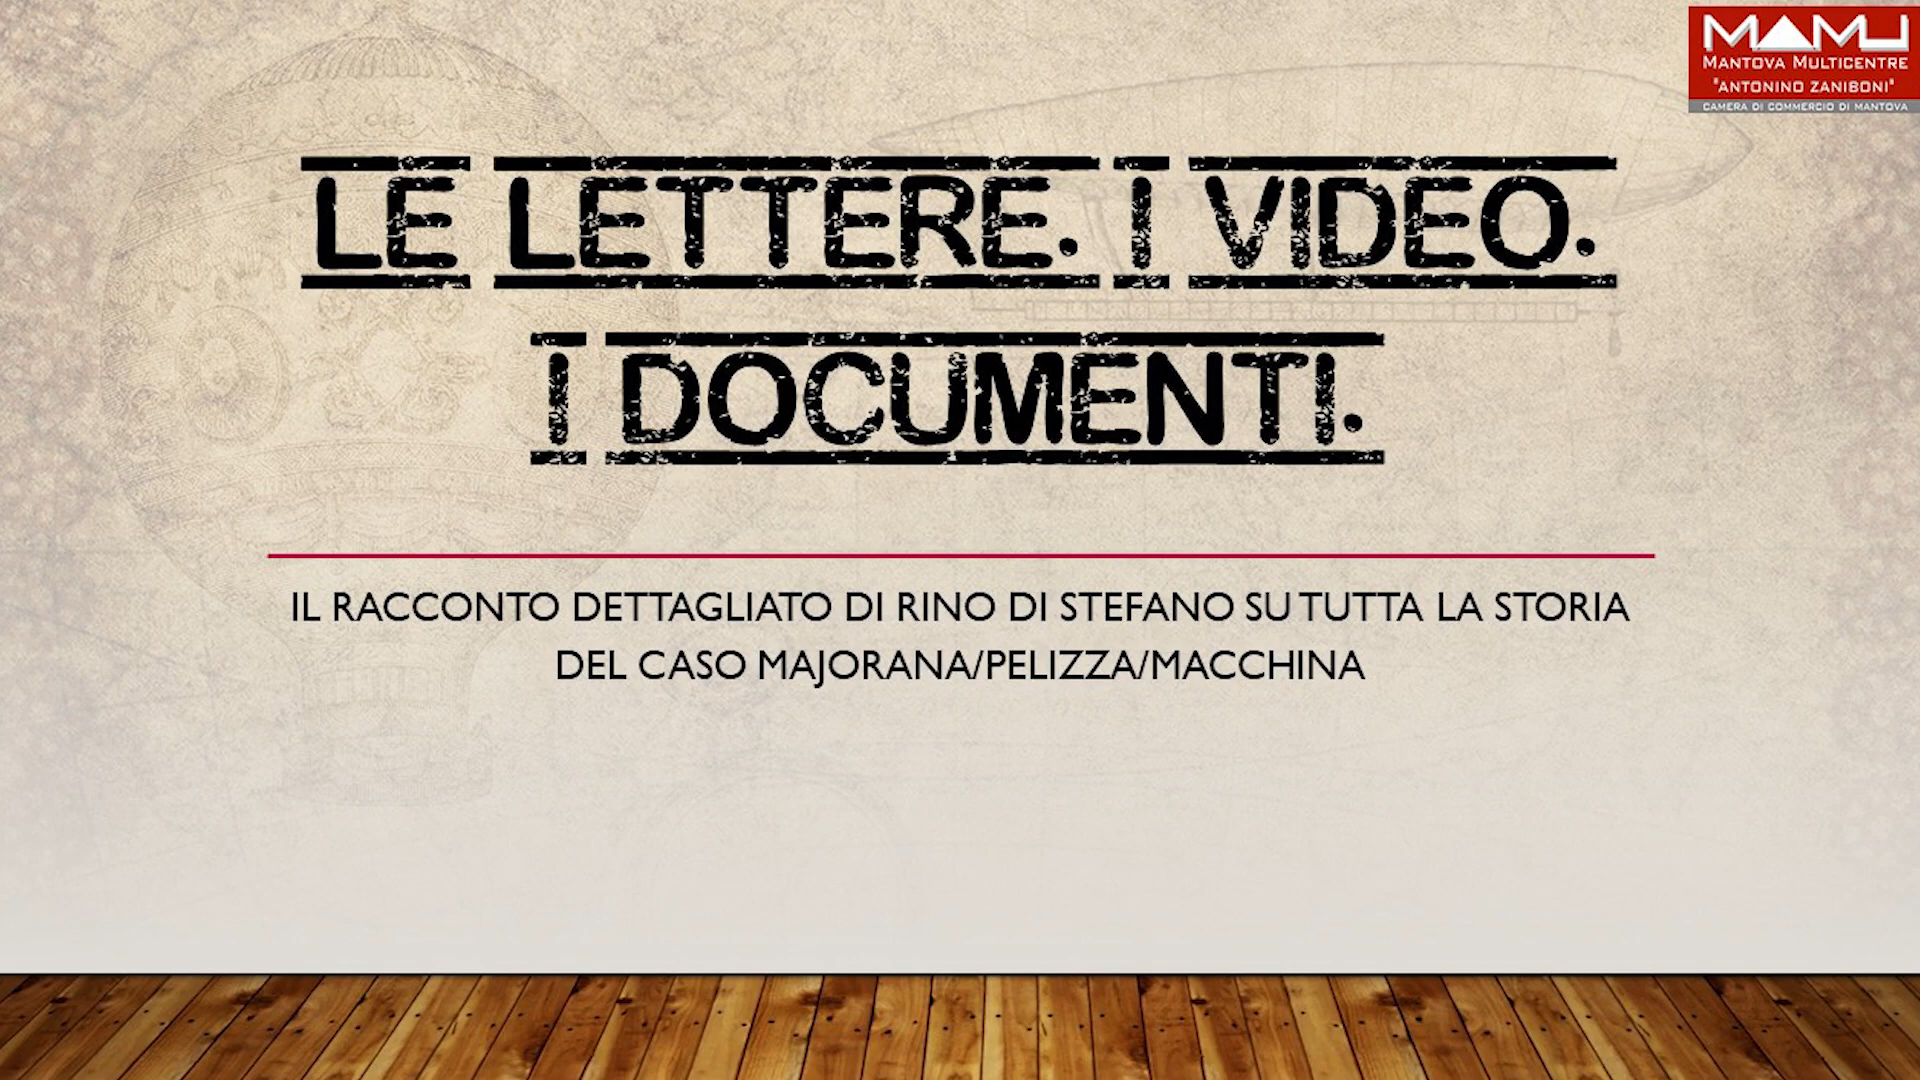 MAMU
MANTOVA MULTICENTRE
"ANTONINO ZANIBONI"
CAMERA DI COMMERCIO DI MANTOVA
LE LETTERE. I VIDEO.
I DOCUMENTI.
IL RACCONTO DETTAGLIATO DI RINO DI STEFANO SU TUTTA LA STORIA
DEL CASO MAJORANA/PELIZZA/MACCHINA